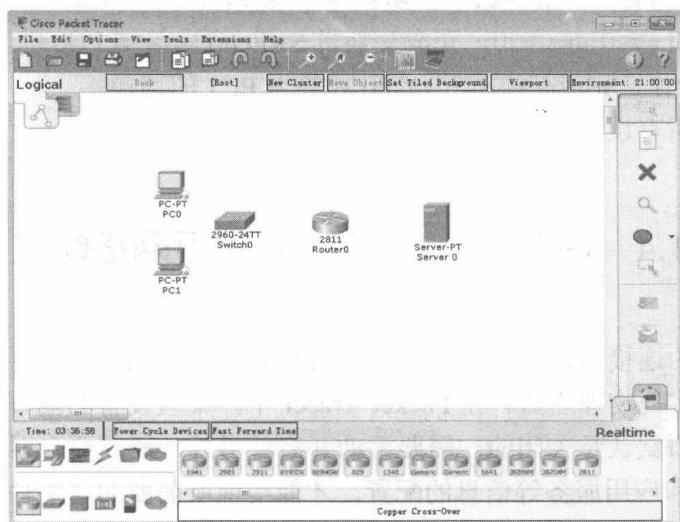 Cisco Packet Tracer
File Edit Options View Tools Extensions Help
Logical Back [Root] New Cluster Move Object Set Tiled Background Viewport Environment: 21:00:00
PC-PT
PC0
2960-24TT
Switch0
2811
Router0
Server-PT
Server 0
PC-PT
PC1
Time: 03:36:58 Power Cycle Devices Fast Forward Time Realtime
1941 2901 2911 819IOX 819HGW 829 1240 Generic Generic 1841 2620XM 2621XM 2811
Copper Cross-Over